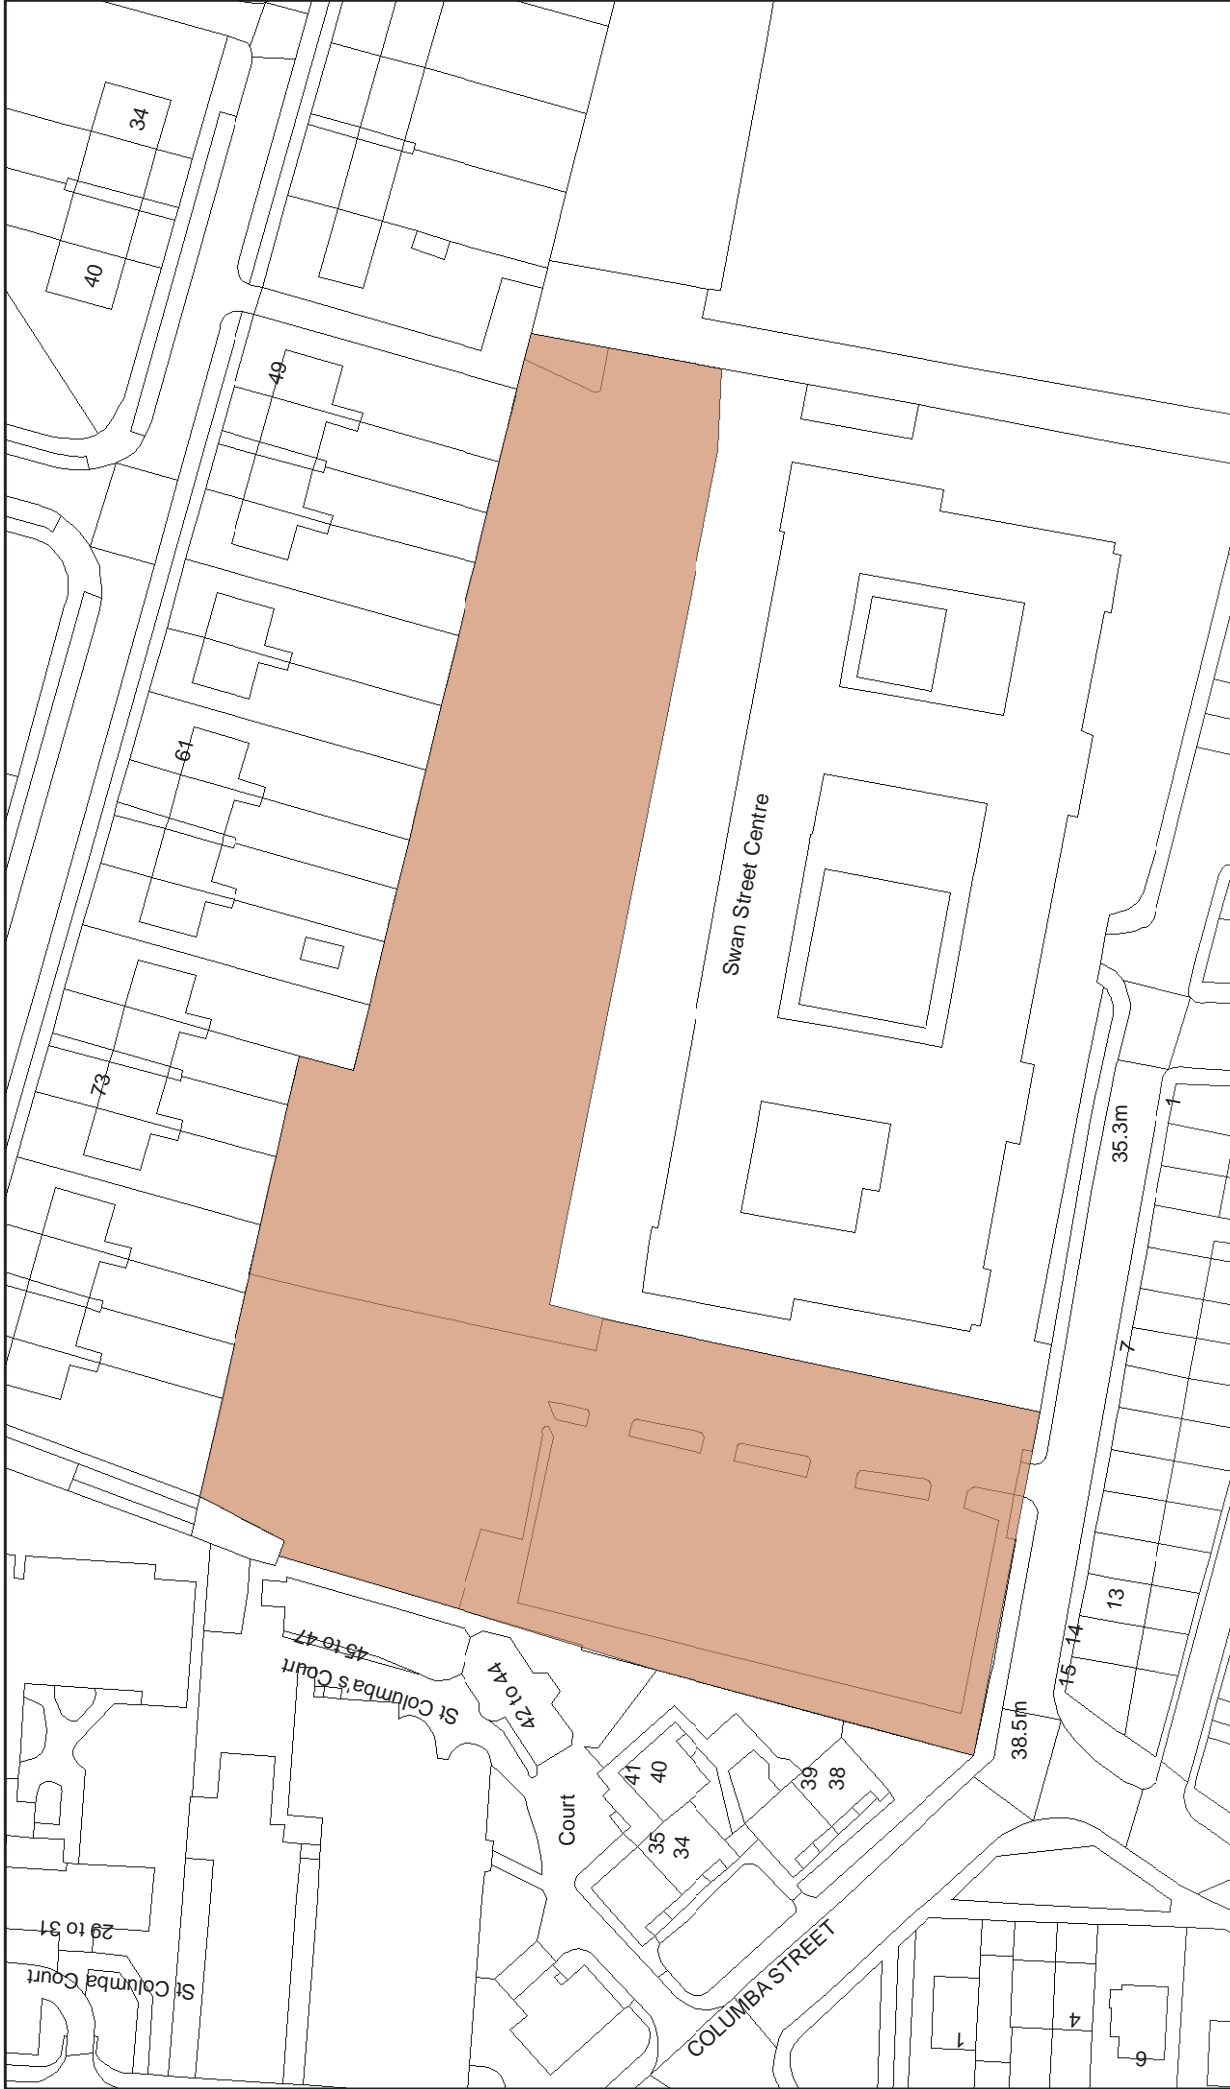 34
40
49
61
73
Swan Street Centre
35.3m
1
7
13
14
15
38.5m
45 to 47
St Columba's Court
42 to 44
Court
41
40
39
38
35
34
29 to 31
St Columba Court
COLUMBA STREET
1
4
6